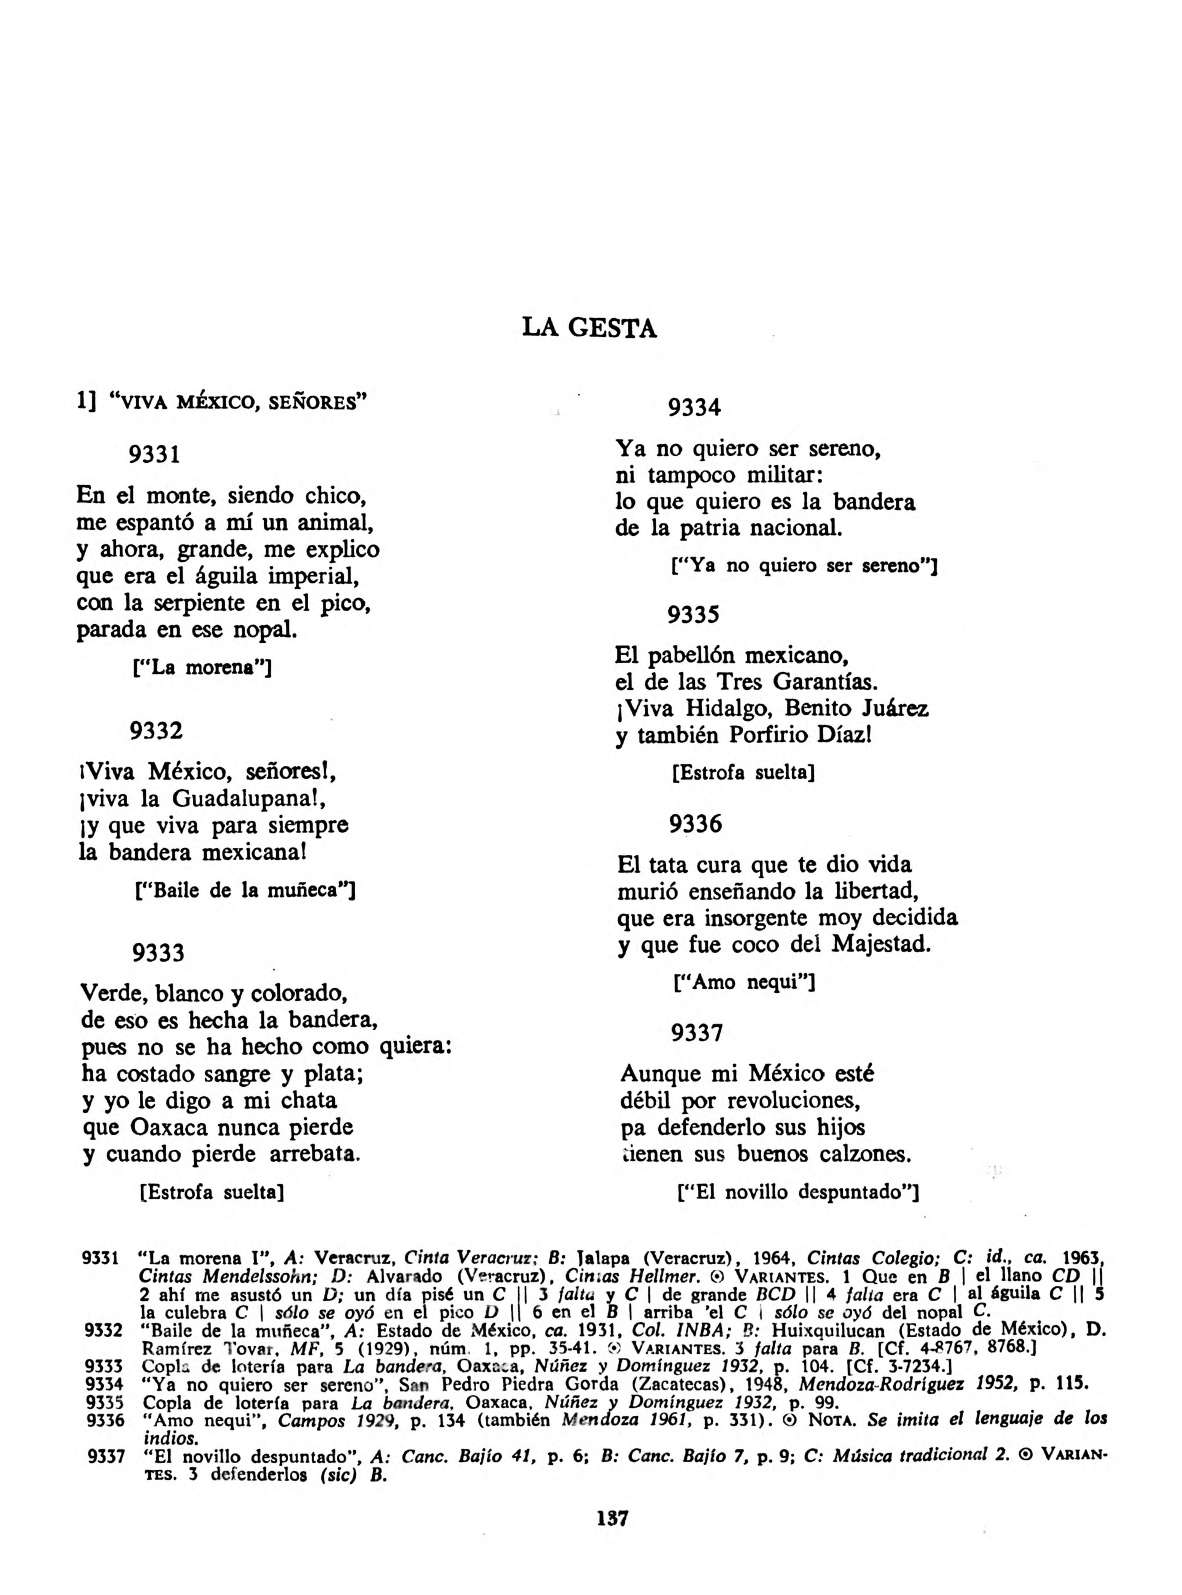 LA GESTA
1] “VIVA MÉXICO, SEÑORES”
9331
En el monte, siendo chico,
me espantó a mí un animal,
y ahora, grande, me explico
que era el águila imperial,
con la serpiente en el pico,
parada en ese nopal.
[“La morena”]
9332
¡Viva México, señores!,
¡viva la Guadalupana!,
¡y que viva para siempre
la bandera mexicana!
[“Baile de la muñeca”]
9333
Verde, blanco y colorado,
de eso es hecha la bandera,
pues no se ha hecho como quiera:
ha costado sangre y plata;
y yo le digo a mi chata
que Oaxaca nunca pierde
y cuando pierde arrebata.
[Estrofa suelta]
9334
Ya no quiero ser sereno,
ni tampoco militar:
lo que quiero es la bandera
de la patria nacional.
[“Ya no quiero ser sereno”]
9335
El pabellón mexicano,
el de las Tres Garantías.
¡Viva Hidalgo, Benito Juárez
y también Porfirio Díaz!
[Estrofa suelta]
9336
El tata cura que te dio vida
murió enseñando la libertad,
que era insorgente moy decidida
y que fue coco del Majestad.
[“Amo nequi”]
9337
Aunque mi México esté
débil por revoluciones,
pa defenderlo sus hijos
tienen sus buenos calzones.
[“El novillo despuntado”]
9331 “La morena I”, A: Veracruz, Cinta Veracruz; B: Jalapa (Veracruz), 1964, Cintas Colegio; C: id., ca. 1963,
Cintas Mendelssohn; D: Alvarado (Veracruz), Cintas Hellmer. ⊙ VARIANTES. 1 Que en B | el llano CD ||
2 ahí me asustó un D; un día pisé un C || 3 falta y C | de grande BCD || 4 falta era C | al águila C || 5
la culebra C | sólo se oyó en el pico D || 6 en el B | arriba ’el C | sólo se oyó del nopal C.
9332 “Baile de la muñeca”, A: Estado de México, ca. 1931, Col. INBA; B: Huixquilucan (Estado de México), D.
Ramírez Tovar, MF, 5 (1929), núm. 1, pp. 35-41. ⊙ VARIANTES. 3 falta para B. [Cf. 4-8767, 8768.]
9333 Copla de lotería para La bandera, Oaxaca, Núñez y Domínguez 1932, p. 104. [Cf. 3-7234.]
9334 “Ya no quiero ser sereno”, San Pedro Piedra Gorda (Zacatecas), 1948, Mendoza-Rodríguez 1952, p. 115.
9335 Copla de lotería para La bandera, Oaxaca, Núñez y Domínguez 1932, p. 99.
9336 “Amo nequi”, Campos 1929, p. 134 (también Mendoza 1961, p. 331). ⊙ NOTA. Se imita el lenguaje de los
indios.
9337 “El novillo despuntado”, A: Canc. Bajío 41, p. 6; B: Canc. Bajío 7, p. 9; C: Música tradicional 2. ⊙ VARIAN-
TES. 3 defenderlos (sic) B.
137